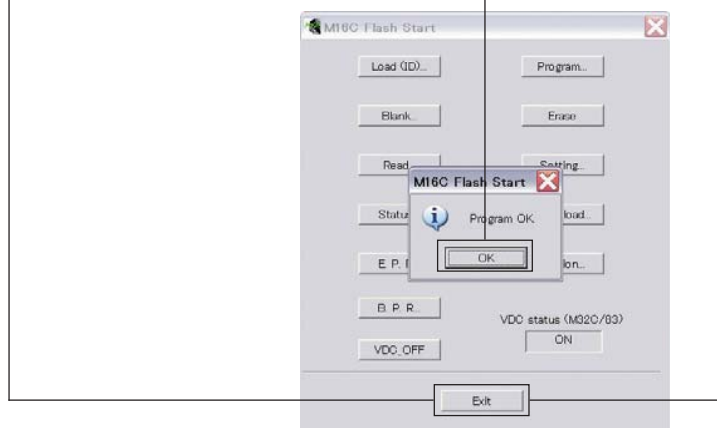 M16C Flash Start
Load (ID)... Program...
Blank... Erase
Read... Setting...
M16C Flash Start
Program OK.
OK
E. P. R...
B. P. R...
VDC_OFF
VDC status (M32C/83)
ON
Exit